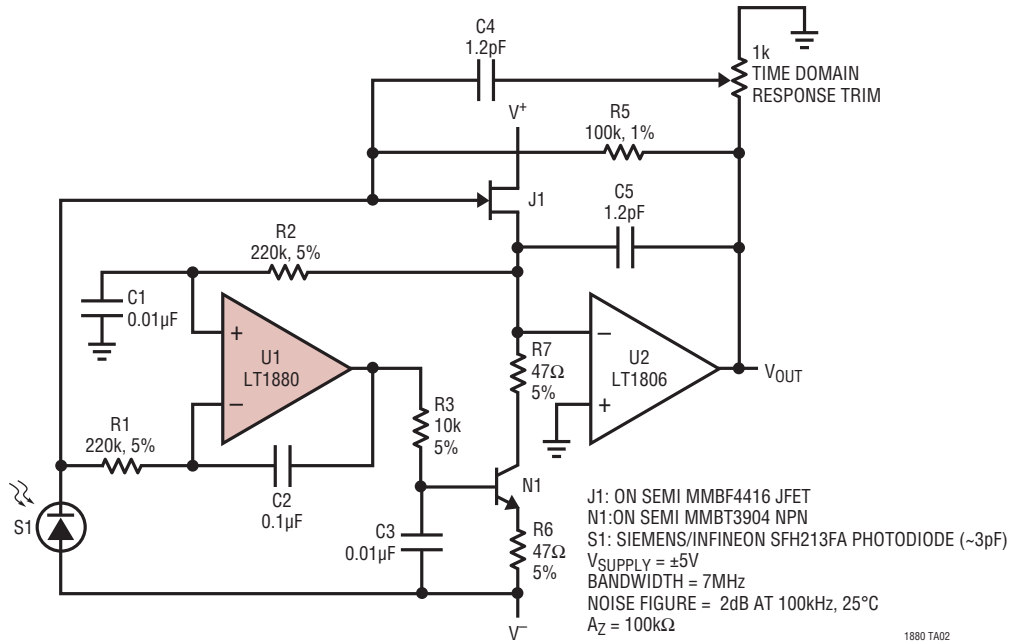 C4
1.2pF
1k
TIME DOMAIN
RESPONSE TRIM
V+
R5
100k, 1%
J1
C5
1.2pF
R2
220k, 5%
C1
0.01µF
+
U1
LT1880
–
R7
47Ω
5%
–
U2
LT1806
+
VOUT
R1
220k, 5%
R3
10k
5%
C2
0.1µF
N1
S1
C3
0.01µF
R6
47Ω
5%
V–
J1: ON SEMI MMBF4416 JFET
N1:ON SEMI MMBT3904 NPN
S1: SIEMENS/INFINEON SFH213FA PHOTODIODE (~3pF)
VSUPPLY = ±5V
BANDWIDTH = 7MHz
NOISE FIGURE = 2dB AT 100kHz, 25°C
AZ = 100kΩ
1880 TA02